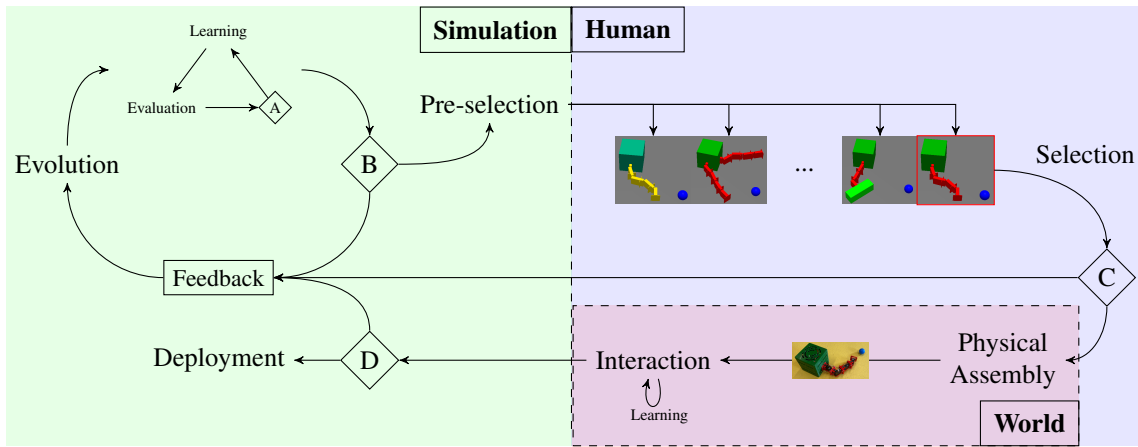 Simulation
Human
Learning
Evaluation
A
Pre-selection
B
Evolution
...
Selection
Feedback
C
Deployment
D
Interaction
Learning
Physical
Assembly
World